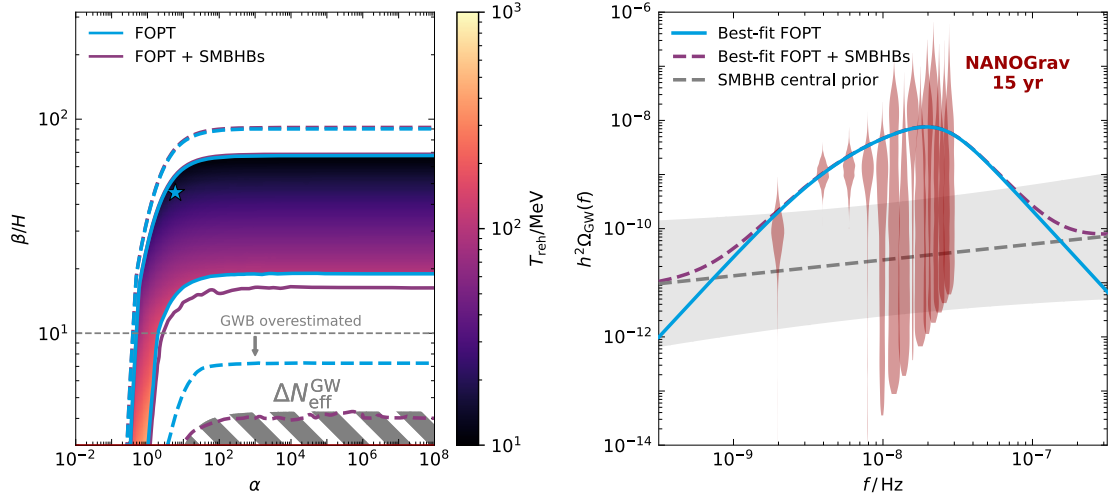 FOPT
FOPT + SMBHBs
GWB overestimated
ΔN_eff^GW
10^2
10^1
β/H
10^-2
10^0
10^2
10^4
10^6
10^8
α
10^3
10^2
10^1
T_reh/MeV
Best-fit FOPT
Best-fit FOPT + SMBHBs
SMBHB central prior
NANOGrav
15 yr
10^-6
10^-8
10^-10
10^-12
10^-14
h^2Ω_GW(f)
10^-9
10^-8
10^-7
f/Hz